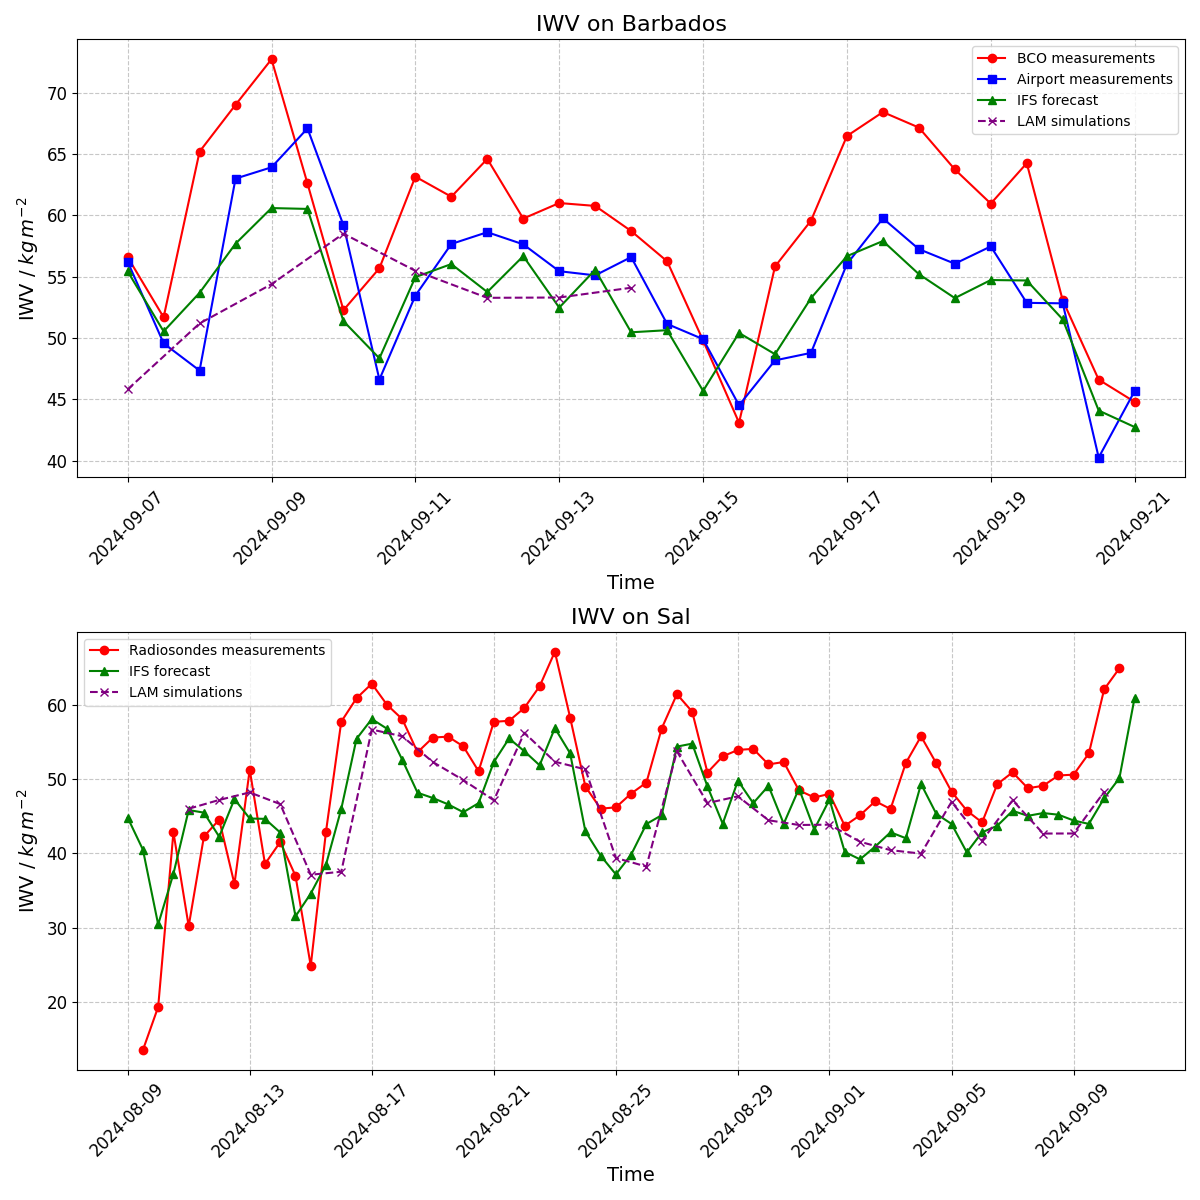 IWV on Barbados
BCO measurements
Airport measurements
IFS forecast
LAM simulations
IWV / kg m⁻²
70
65
60
55
50
45
40
2024-09-07
2024-09-09
2024-09-11
2024-09-13
2024-09-15
2024-09-17
2024-09-19
2024-09-21
Time
IWV on Sal
Radiosondes measurements
IFS forecast
LAM simulations
IWV / kg m⁻²
60
50
40
30
20
2024-08-09
2024-08-13
2024-08-17
2024-08-21
2024-08-25
2024-08-29
2024-09-01
2024-09-05
2024-09-09
Time